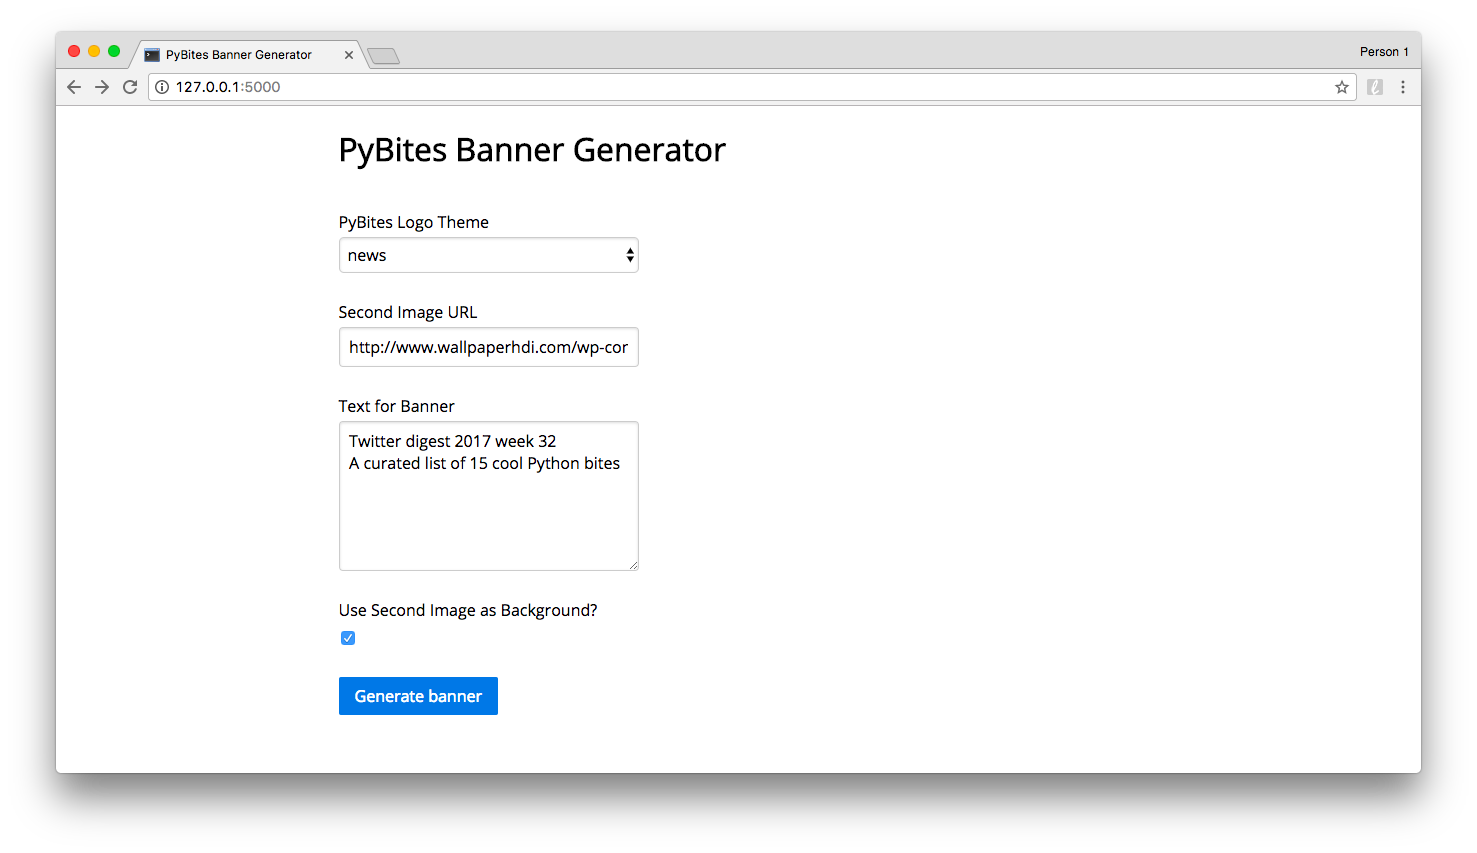 PyBites Banner Generator
Person 1
127.0.0.1:5000
PyBites Banner Generator
PyBites Logo Theme
news
Second Image URL
http://www.wallpaperhdi.com/wp-cor
Text for Banner
Twitter digest 2017 week 32
A curated list of 15 cool Python bites
Use Second Image as Background?
Generate banner